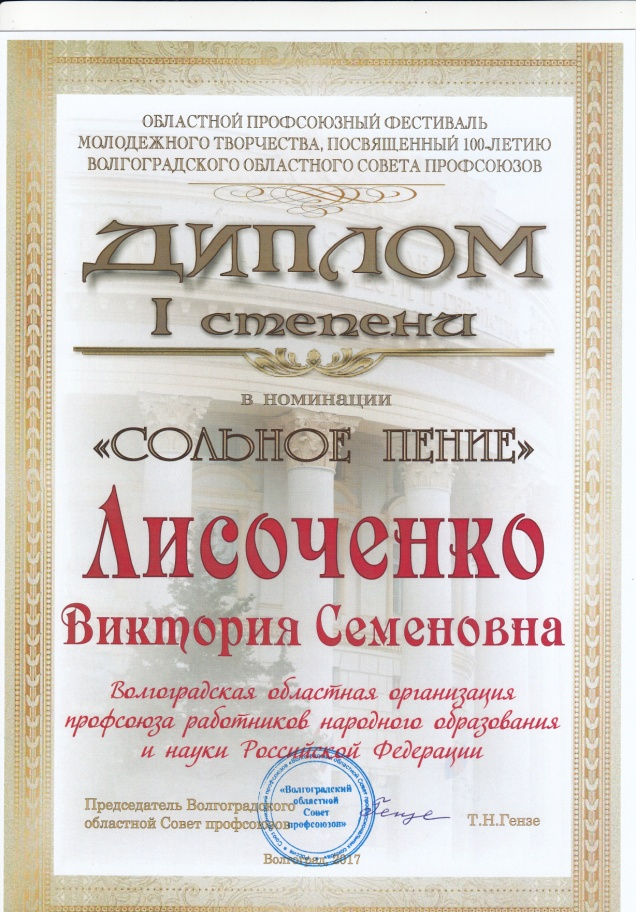 ОБЛАСТНОЙ ПРОФСОЮЗНЫЙ ФЕСТИВАЛЬ
МОЛОДЕЖНОГО ТВОРЧЕСТВА, ПОСВЯЩЕННЫЙ 100-ЛЕТИЮ
ВОЛГОГРАДСКОГО ОБЛАСТНОГО СОВЕТА ПРОФСОЮЗОВ
ДИПЛОМ
I степени
в номинации
«СОЛЬНОЕ ПЕНИЕ»
Лисоченко
Виктория Семеновна
Волгоградская областная организация
профсоюза работников народного образования
и науки Российской Федерации
«Волгоградский
областной
Совет
профсоюзов»
Председатель Волгоградского
областной Совет профсоюзов
Гензе
Т.Н.Гензе
Волгоград, 2017